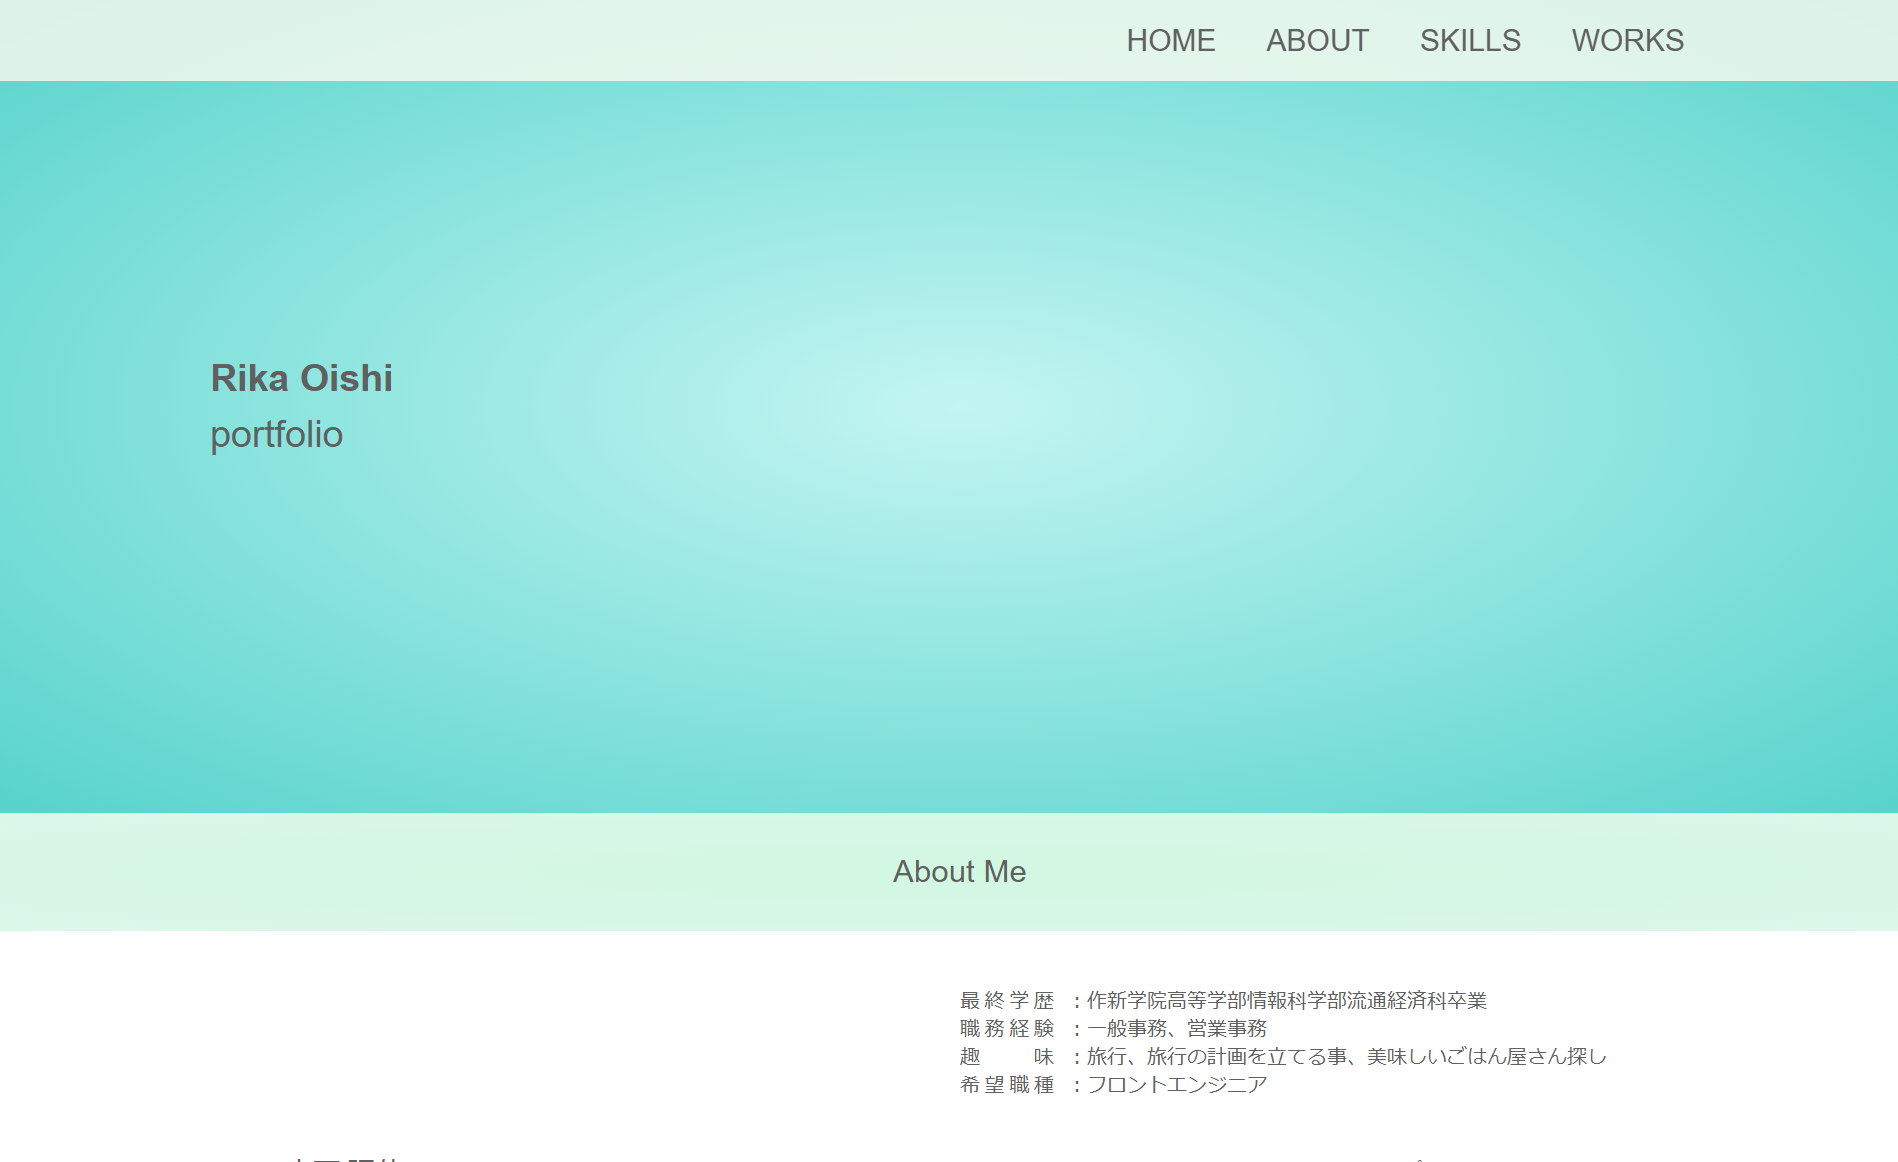 HOME ABOUT SKILLS WORKS
Rika Oishi
portfolio
About Me
最終学歴 : 作新学院高等学部情報科学部流通経済科卒業
職務経験 : 一般事務、営業事務
趣味 : 旅行、旅行の計画を立てる事、美味しいごはん屋さん探し
希望職種 : フロントエンジニア